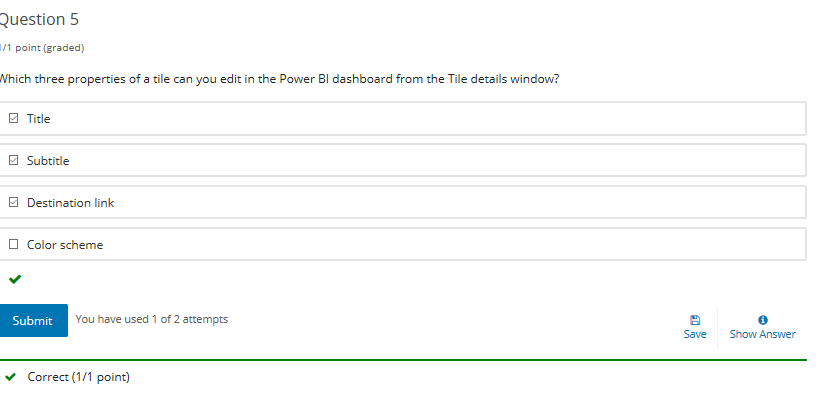 Question 5
1/1 point (graded)
Which three properties of a tile can you edit in the Power BI dashboard from the Tile details window?
Title
Subtitle
Destination link
Color scheme
Submit You have used 1 of 2 attempts
Save Show Answer
Correct (1/1 point)